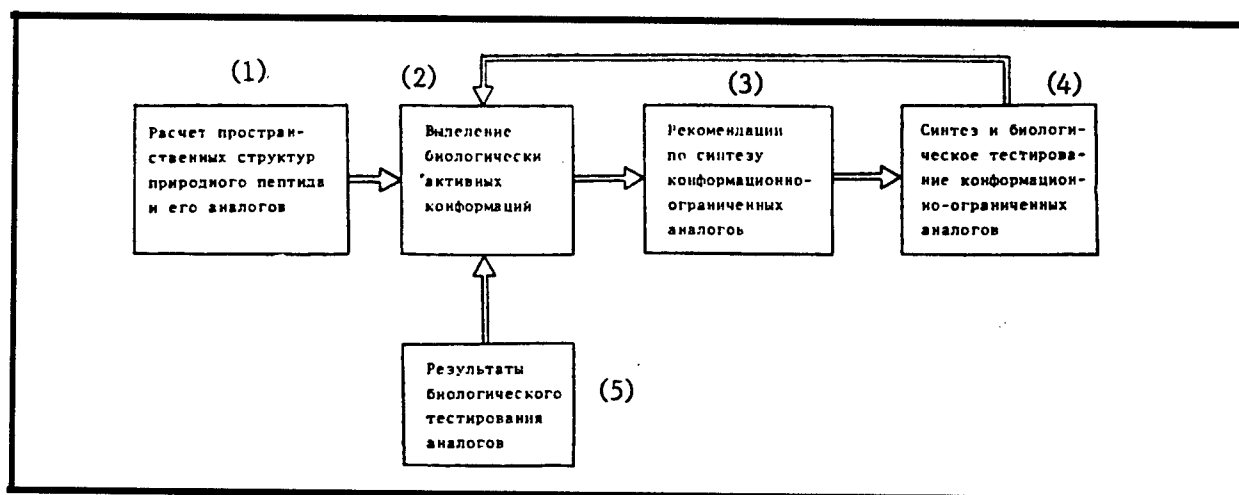 (1)
Расчет простран-
ственных структур
природного пептида
и его аналогов
(2)
Выделение
биологически
активных
конформаций
(3)
Рекомендации
по синтезу
конформационно-
ограниченных
аналогов
(4)
Синтез и биологи-
ческое тестирова-
ние конформацион-
но-ограниченных
аналогов
Результаты
биологического
тестирования
аналогов
(5)